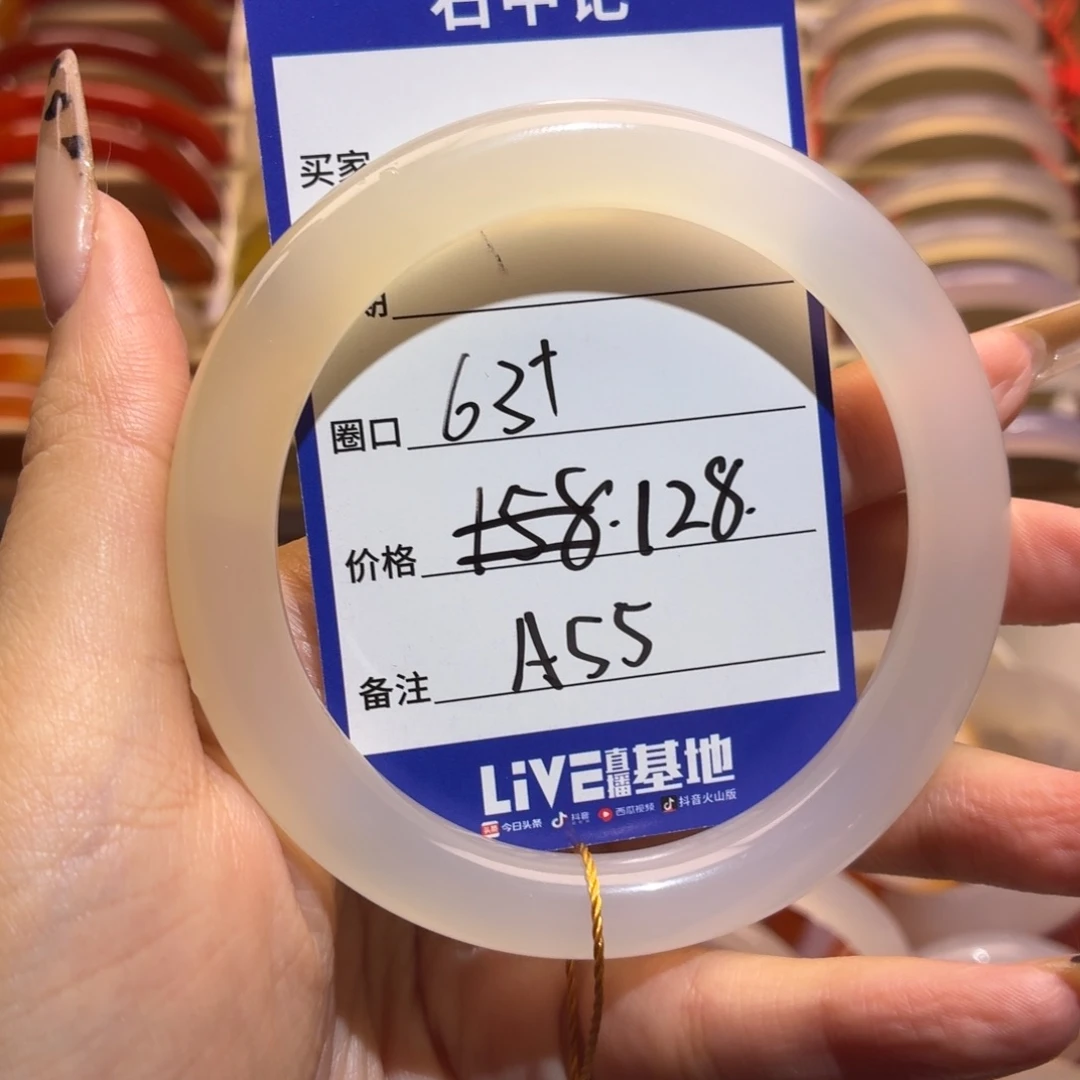 买家
期
圈口 63+
价格 158.128.
备注 A55
LiVE直播基地
今日头条 抖音 西瓜视频 抖音火山版